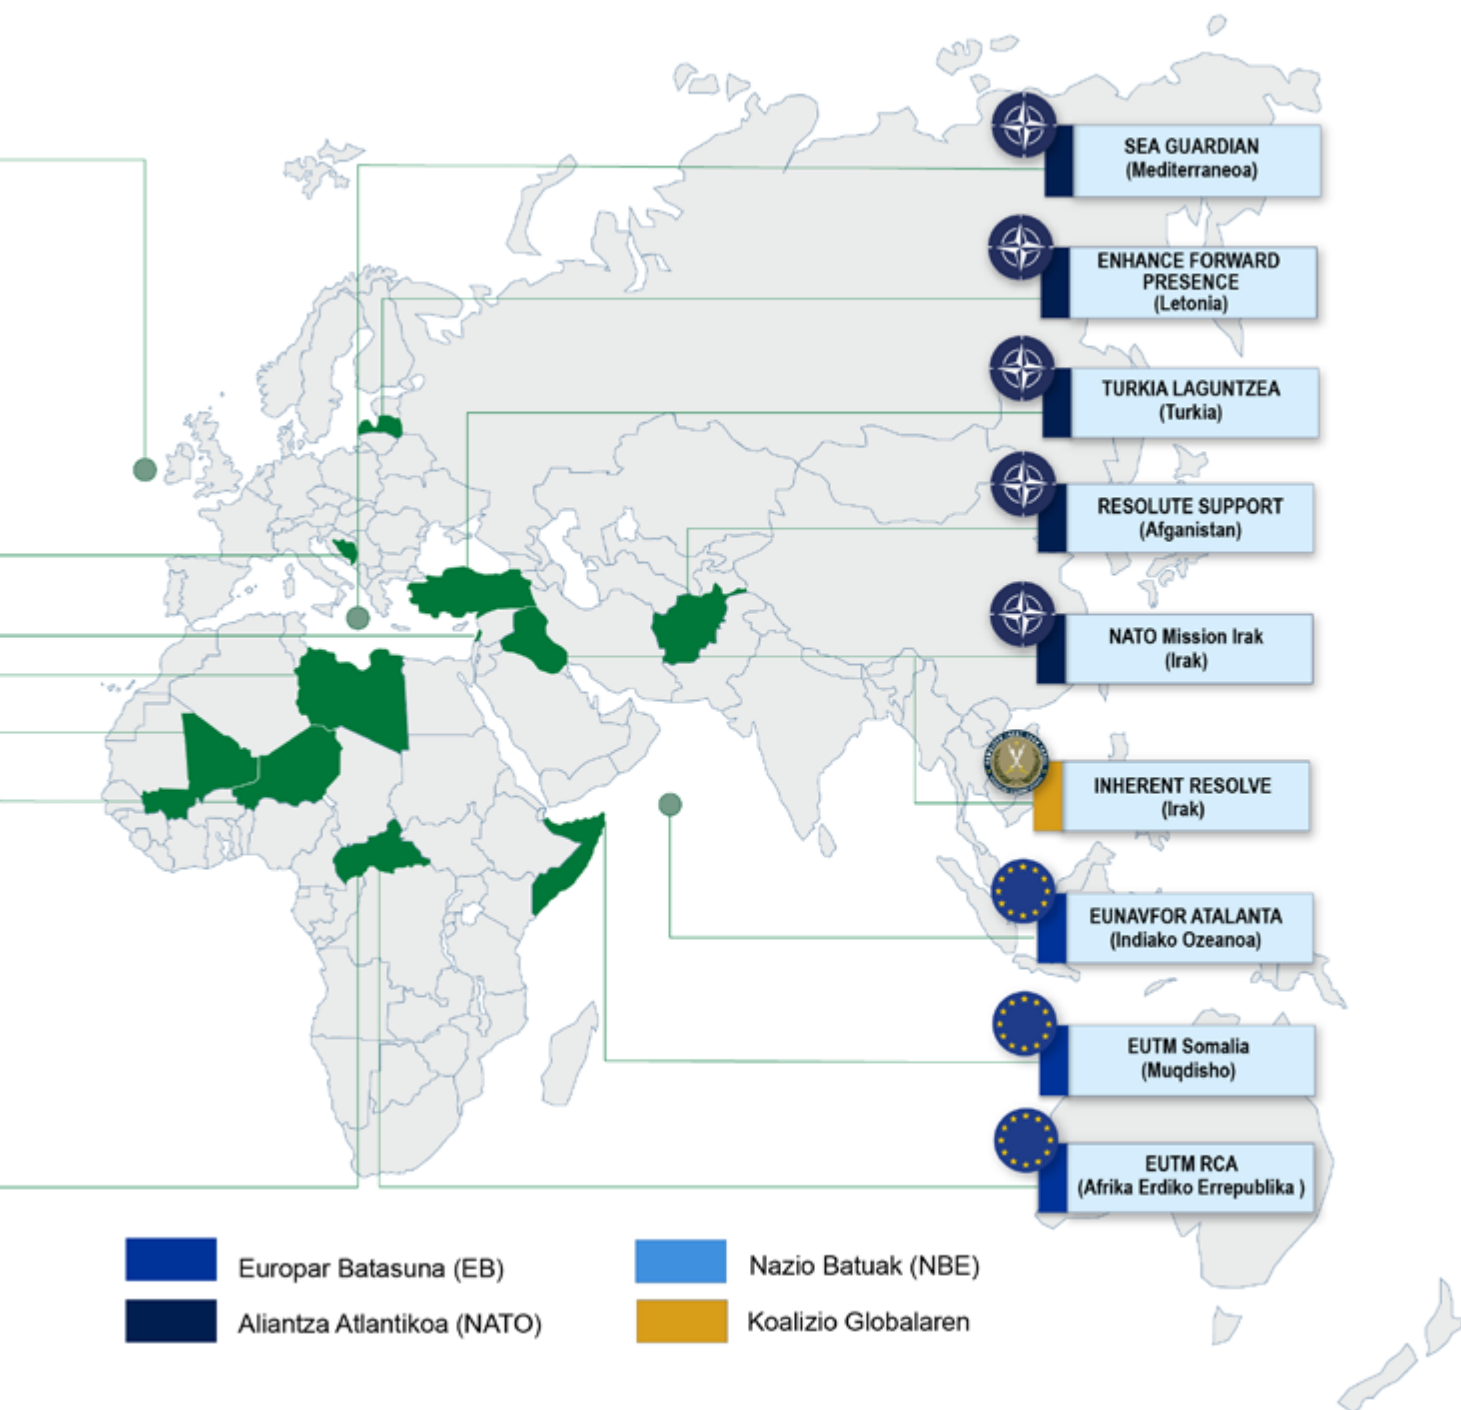 SEA GUARDIAN
(Mediterraneoa)
ENHANCE FORWARD
PRESENCE
(Letonia)
TURKIA LAGUNTZEA
(Turkia)
RESOLUTE SUPPORT
(Afganistan)
NATO Mission Irak
(Irak)
INHERENT RESOLVE
(Irak)
EUNAVFOR ATALANTA
(Indiako Ozeanoa)
EUTM Somalia
(Muqdisho)
EUTM RCA
(Afrika Erdiko Errepublika )
Europar Batasuna (EB)
Nazio Batuak (NBE)
Aliantza Atlantikoa (NATO)
Koalizio Globalaren